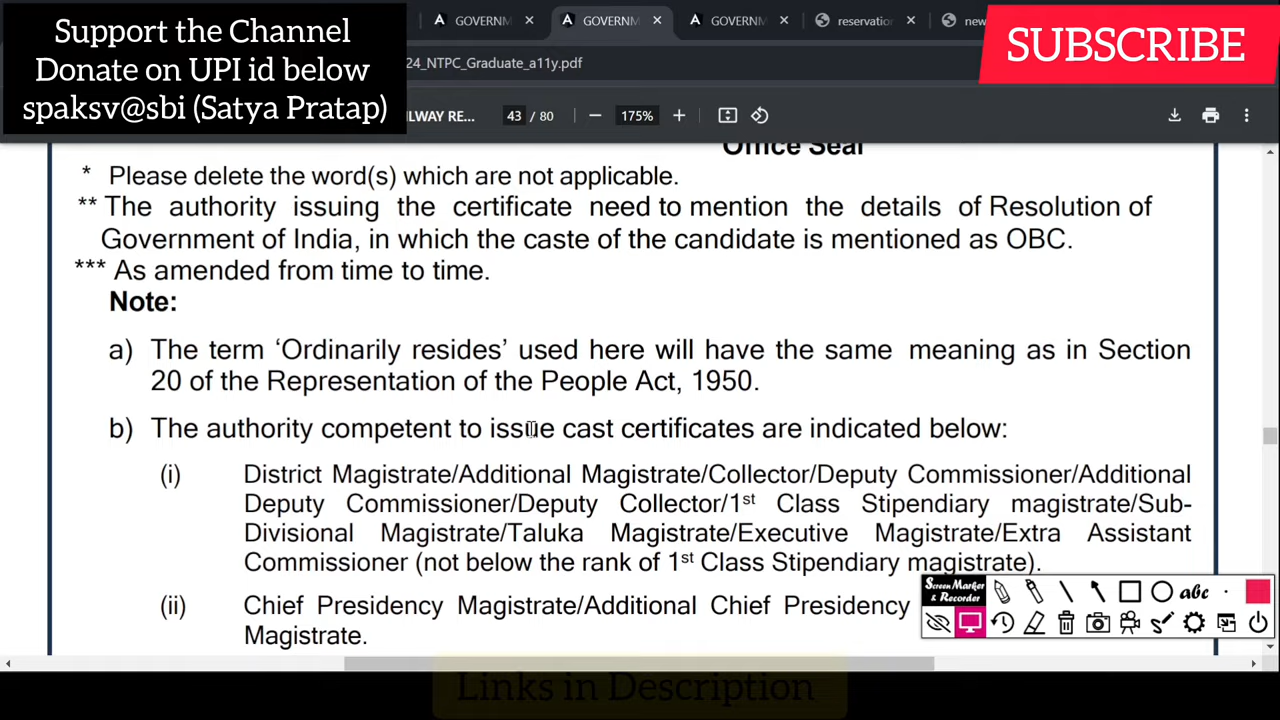 Support the Channel
Donate on UPI id below
spaksv@sbi (Satya Pratap)
GOVERNM
GOVERNM
GOVERNM
reservation
new
SUBSCRIBE
24_NTPC_Graduate_a11y.pdf
ILWAY RE...
43 / 80
175%
Office Seal
* Please delete the word(s) which are not applicable.
** The authority issuing the certificate need to mention the details of Resolution of
Government of India, in which the caste of the candidate is mentioned as OBC.
*** As amended from time to time.
Note:
a) The term ‘Ordinarily resides’ used here will have the same meaning as in Section
20 of the Representation of the People Act, 1950.
b) The authority competent to issue cast certificates are indicated below:
(i) District Magistrate/Additional Magistrate/Collector/Deputy Commissioner/Additional
Deputy Commissioner/Deputy Collector/1st Class Stipendiary magistrate/Sub-
Divisional Magistrate/Taluka Magistrate/Executive Magistrate/Extra Assistant
Commissioner (not below the rank of 1st Class Stipendiary magistrate).
(ii) Chief Presidency Magistrate/Additional Chief Presidency
Magistrate.
Screen Marker
& Recorder
abc
Links in Description